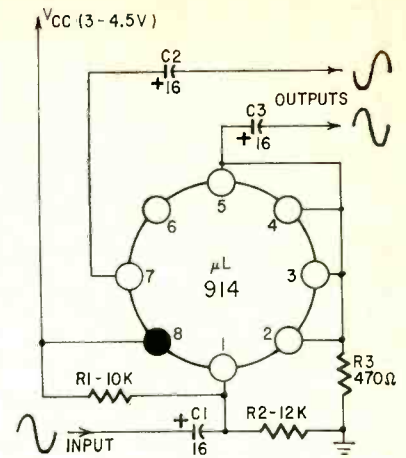 VCC (3-4.5V)
C2
+ 16
C3
OUTPUTS
+ 16
5
6
4
7
μL
914
3
8
2
1
R1-10K
R3
470Ω
C1
+
16
R2-12K
INPUT